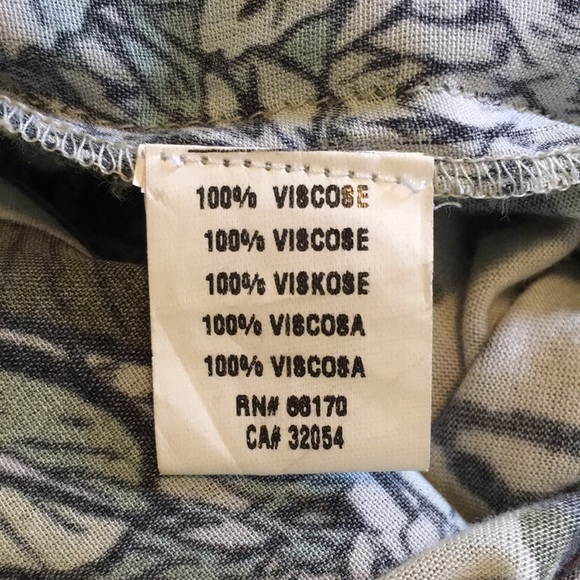 100% VISCOSE
100% VISCOSE
100% VISKOSE
100% VISCOSA
100% VISCOSA
RN# 66170
CA# 32054